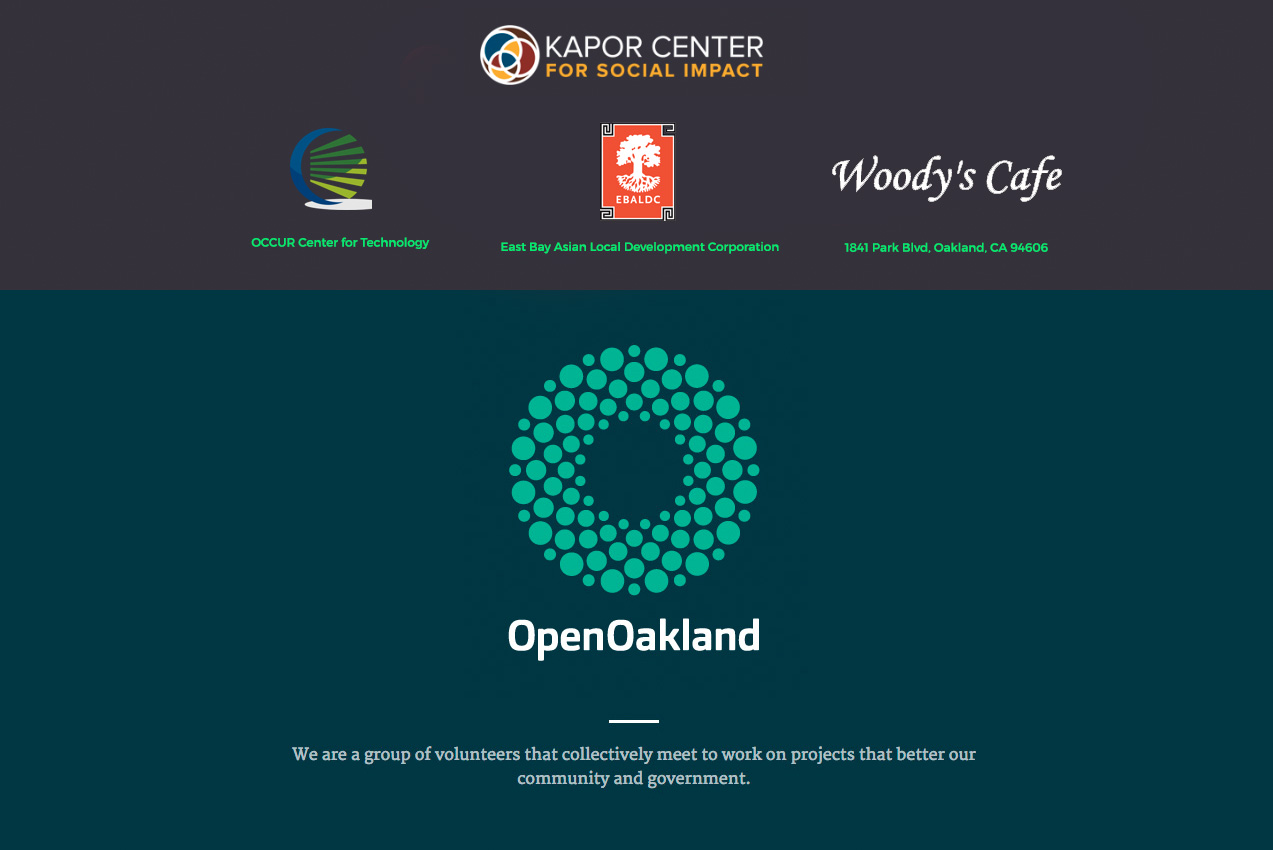 KAPOR CENTER
FOR SOCIAL IMPACT
EBALDC
Woody's Cafe
OCCUR Center for Technology
East Bay Asian Local Development Corporation
1841 Park Blvd, Oakland, CA 94606
OpenOakland
We are a group of volunteers that collectively meet to work on projects that better our
community and government.